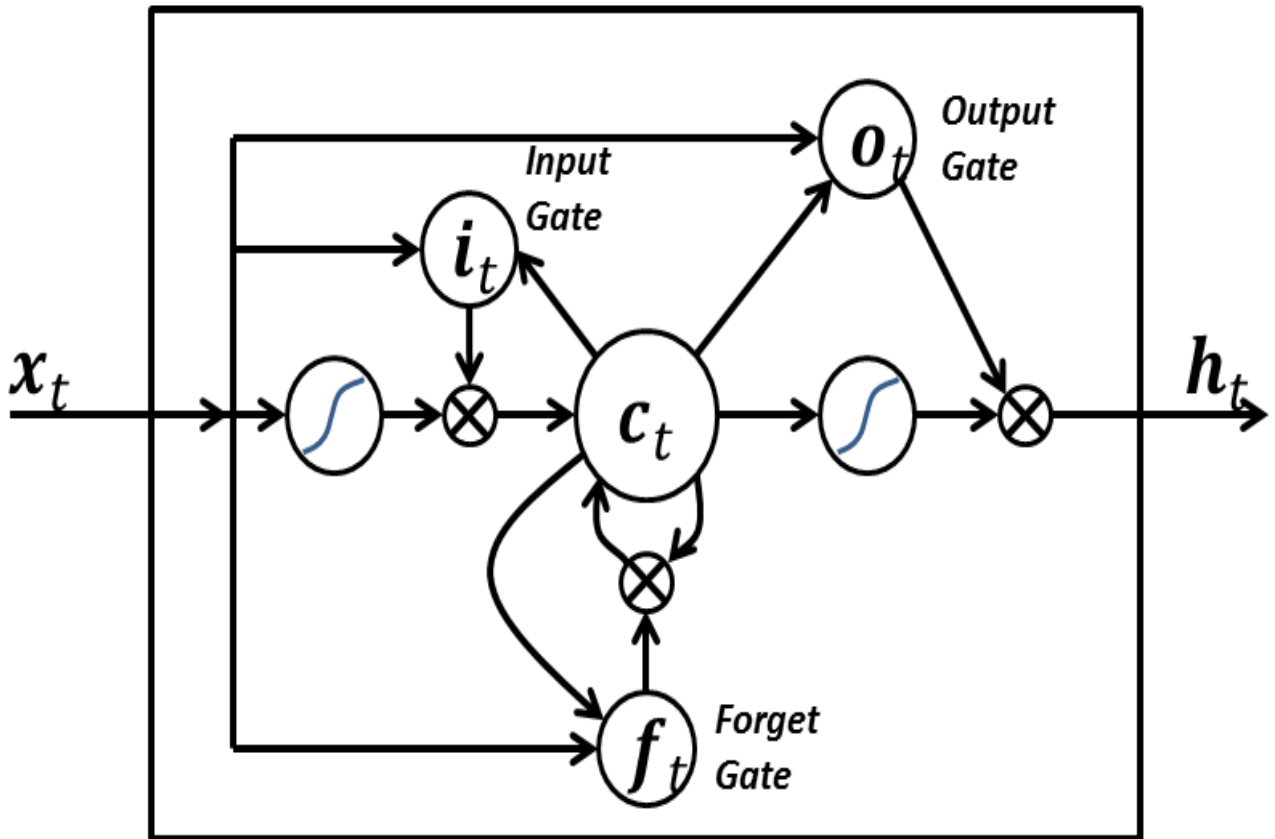 Output
Gate
o_t
Input
Gate
i_t
x_t
c_t
h_t
f_t
Forget
Gate